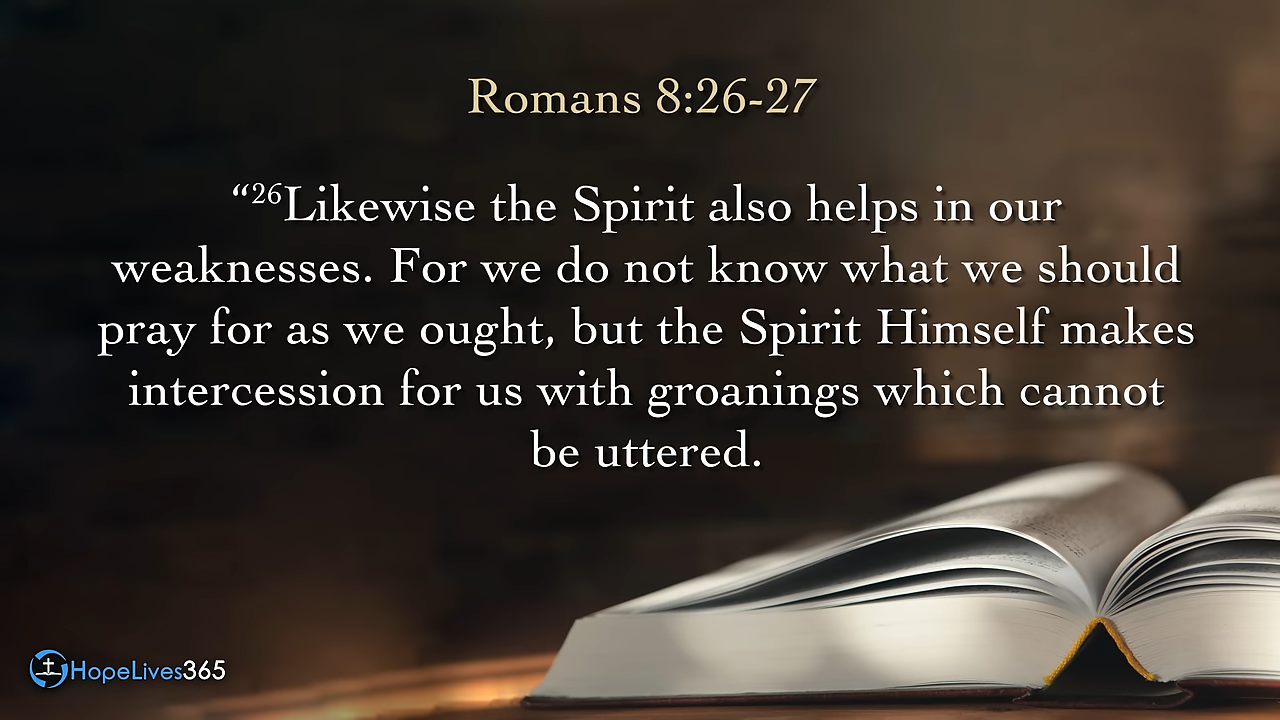 Romans 8:26-27
“²⁶Likewise the Spirit also helps in our
weaknesses. For we do not know what we should
pray for as we ought, but the Spirit Himself makes
intercession for us with groanings which cannot
be uttered.
HopeLives365